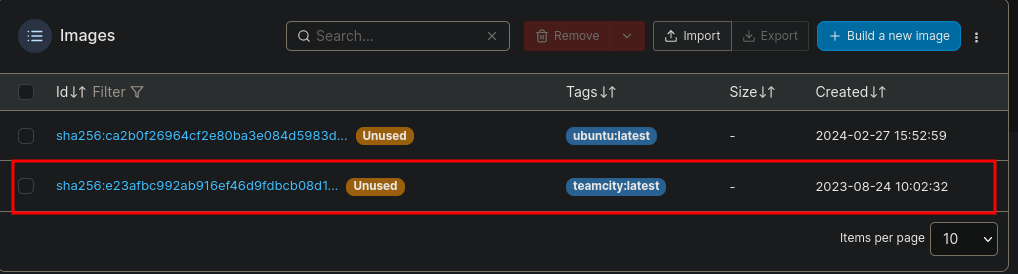 Images Search... Remove Import Export Build a new image
Id Filter Tags Size Created
sha256:ca2b0f26964cf2e80ba3e084d5983d... Unused ubuntu:latest - 2024-02-27 15:52:59
sha256:e23afbc992ab916ef46d9fdbcb08d1... Unused teamcity:latest - 2023-08-24 10:02:32
Items per page 10